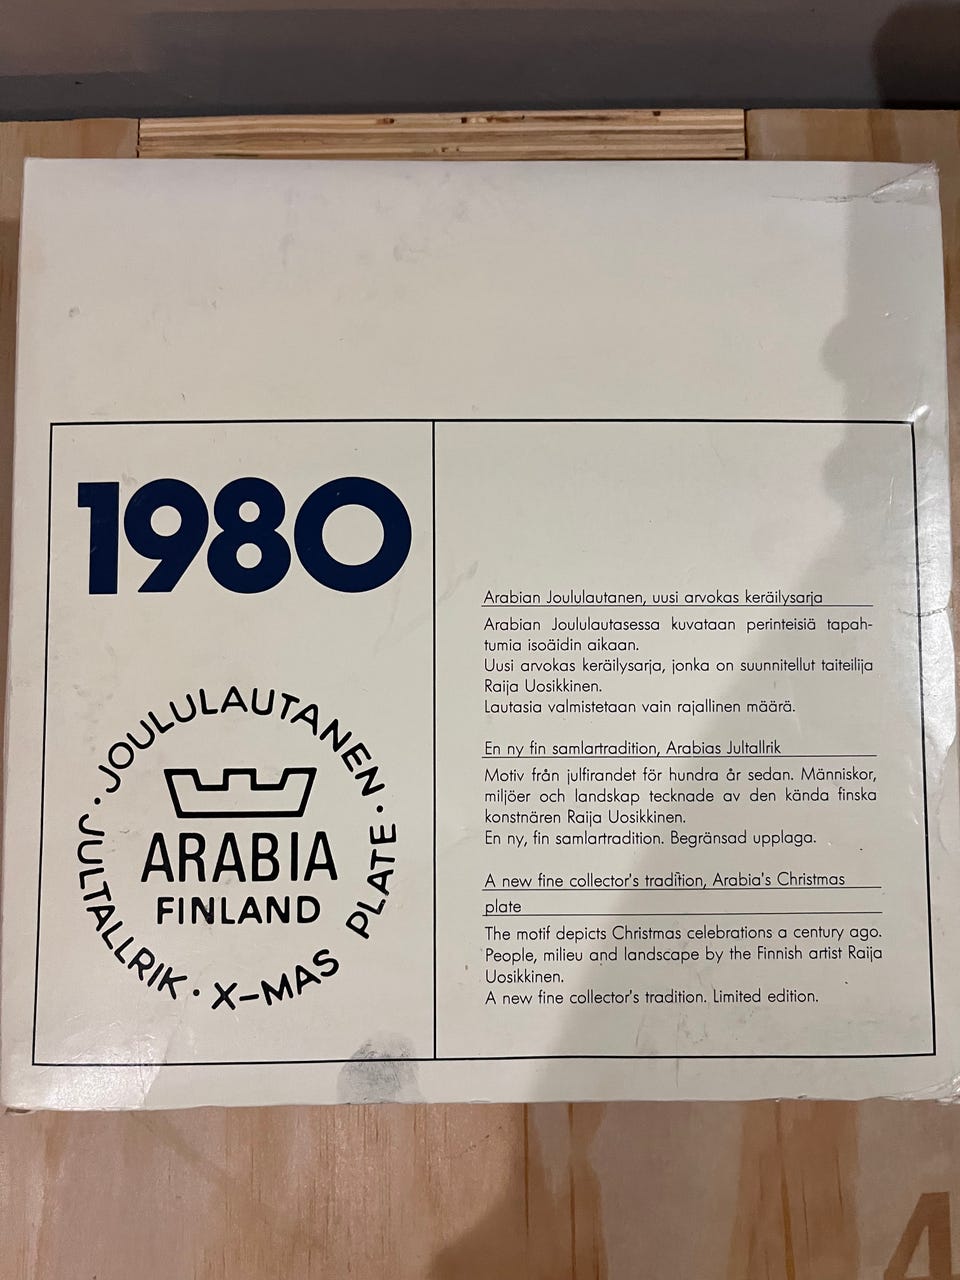 1980
JOULULAUTANEN · JULTALLRIK · X-MAS PLATE ·
ARABIA
FINLAND
Arabian Joululautanen, uusi arvokas keräilysarja
Arabian Joululautasessa kuvataan perinteisiä tapah-
tumia isoäidin aikaan.
Uusi arvokas keräilysarja, jonka on suunnitellut taiteilija
Raija Uosikkinen.
Lautasia valmistetaan vain rajallinen määrä.
En ny fin samlartradition, Arabias Jultallrik
Motiv från julfirandet för hundra år sedan. Människor,
miljöer och landskap tecknade av den kända finska
konstnären Raija Uosikkinen.
En ny, fin samlartradition. Begränsad upplaga.
A new fine collector's tradition, Arabia's Christmas
plate
The motif depicts Christmas celebrations a century ago.
People, milieu and landscape by the Finnish artist Raija
Uosikkinen.
A new fine collector's tradition. Limited edition.
4